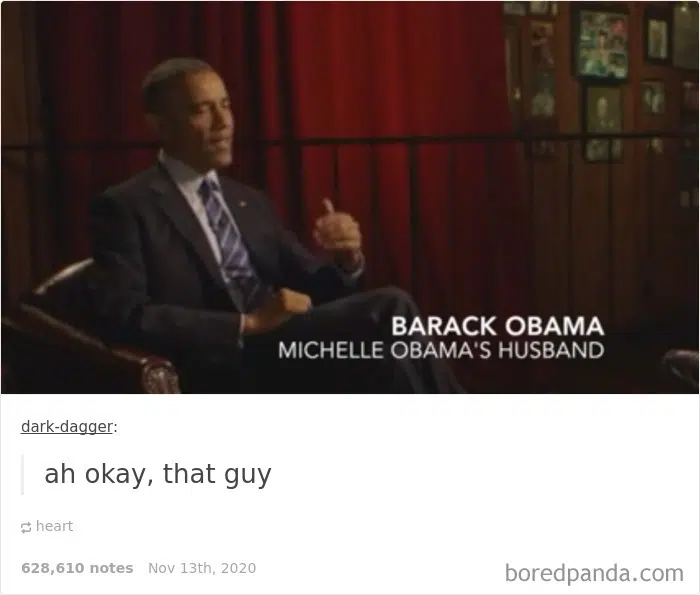 BARACK OBAMA
MICHELLE OBAMA'S HUSBAND
dark-dagger:
ah okay, that guy
heart
628,610 notes Nov 13th, 2020
boredpanda.com